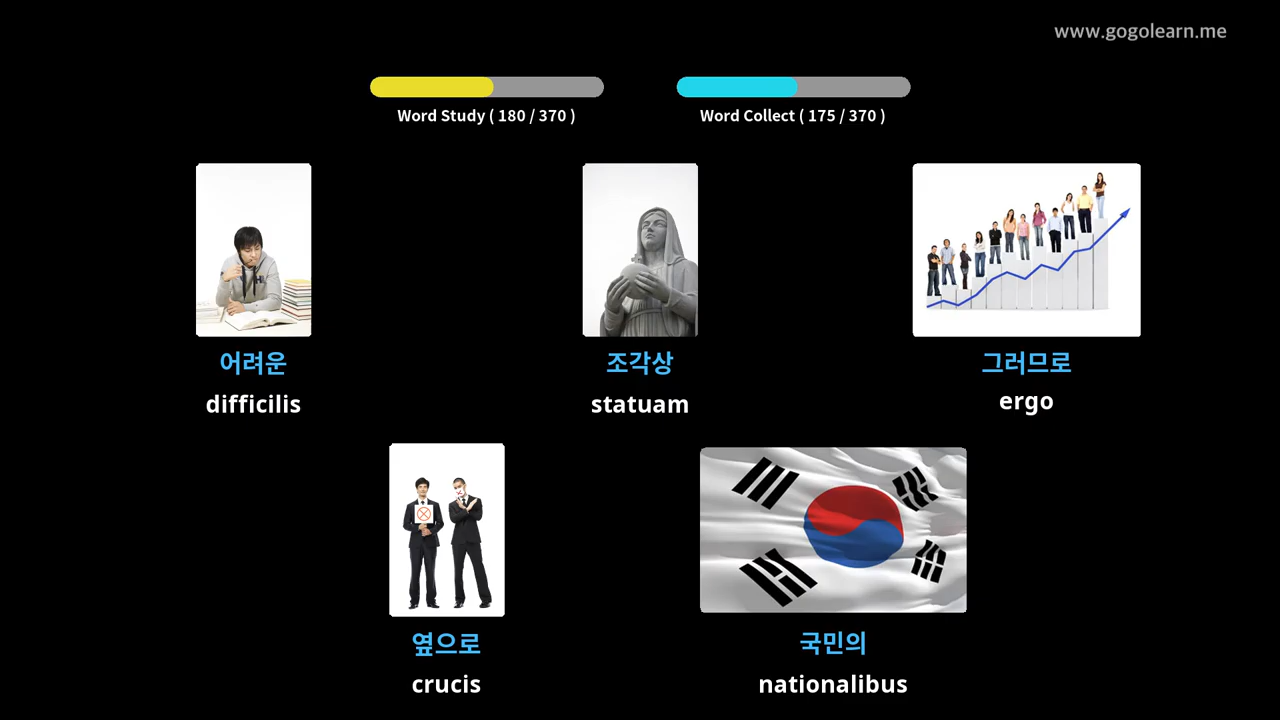 www.gogolearn.me
Word Study ( 180 / 370 )
Word Collect ( 175 / 370 )
어려운
difficilis
조각상
statuam
그러므로
ergo
옆으로
crucis
국민의
nationalibus